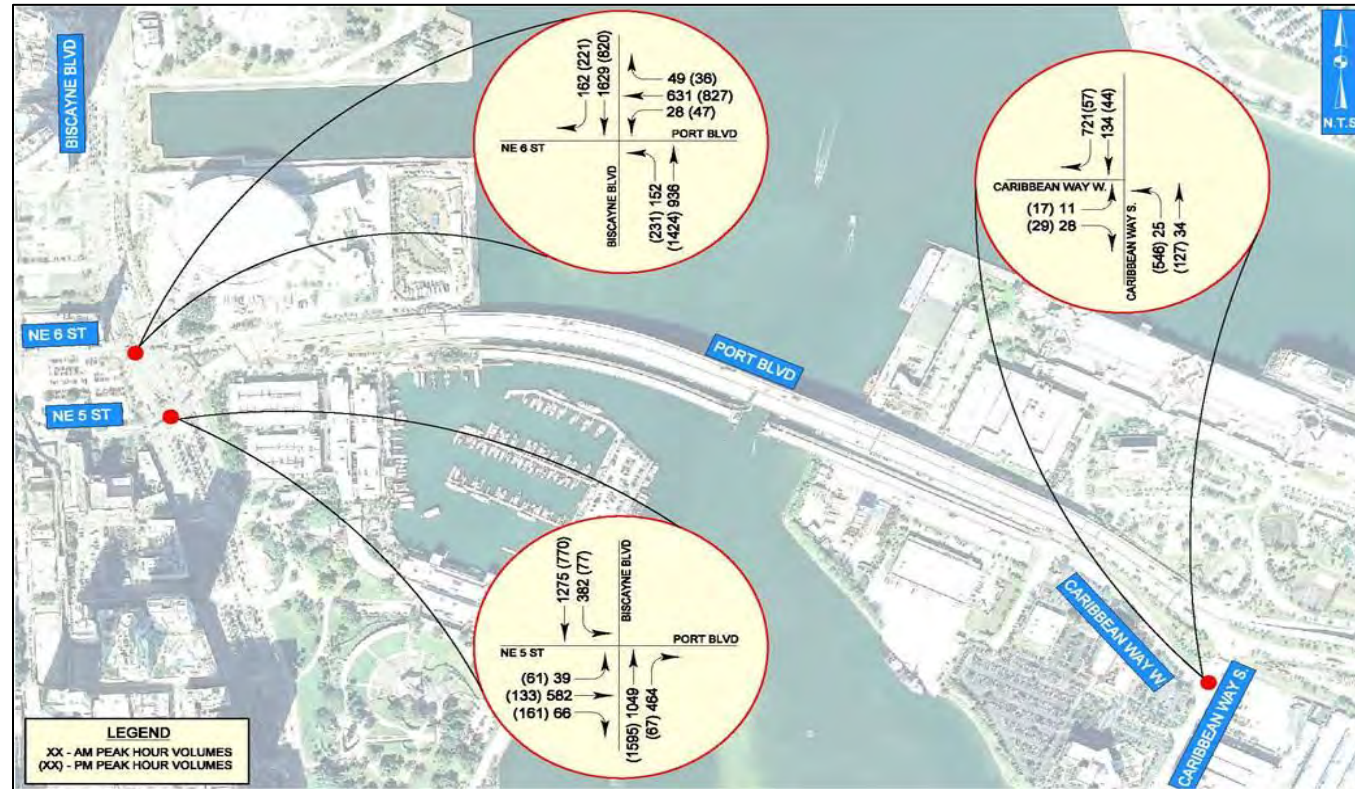 BISCAYNE BLVD
1629 (820)
1162 (221)
49 (36)
631 (827)
28 (47)
NE 6 ST
PORT BLVD
BISCAYNE BLVD
(231) 152
(1424) 936
721(57)
134 (44)
CARIBBEAN WAY W.
(17) 11
(29) 28
CARIBBEAN WAY S.
(546) 25
(127) 34
N.T.S
NE 6 ST
NE 5 ST
PORT BLVD
1275 (770)
382 (77)
BISCAYNE BLVD
NE 5 ST
PORT BLVD
(61) 39
(133) 582
(161) 66
(1595) 1049
(67) 464
CARIBBEAN WAY W
CARIBBEAN WAY S.
LEGEND
XX - AM PEAK HOUR VOLUMES
(XX) - PM PEAK HOUR VOLUMES